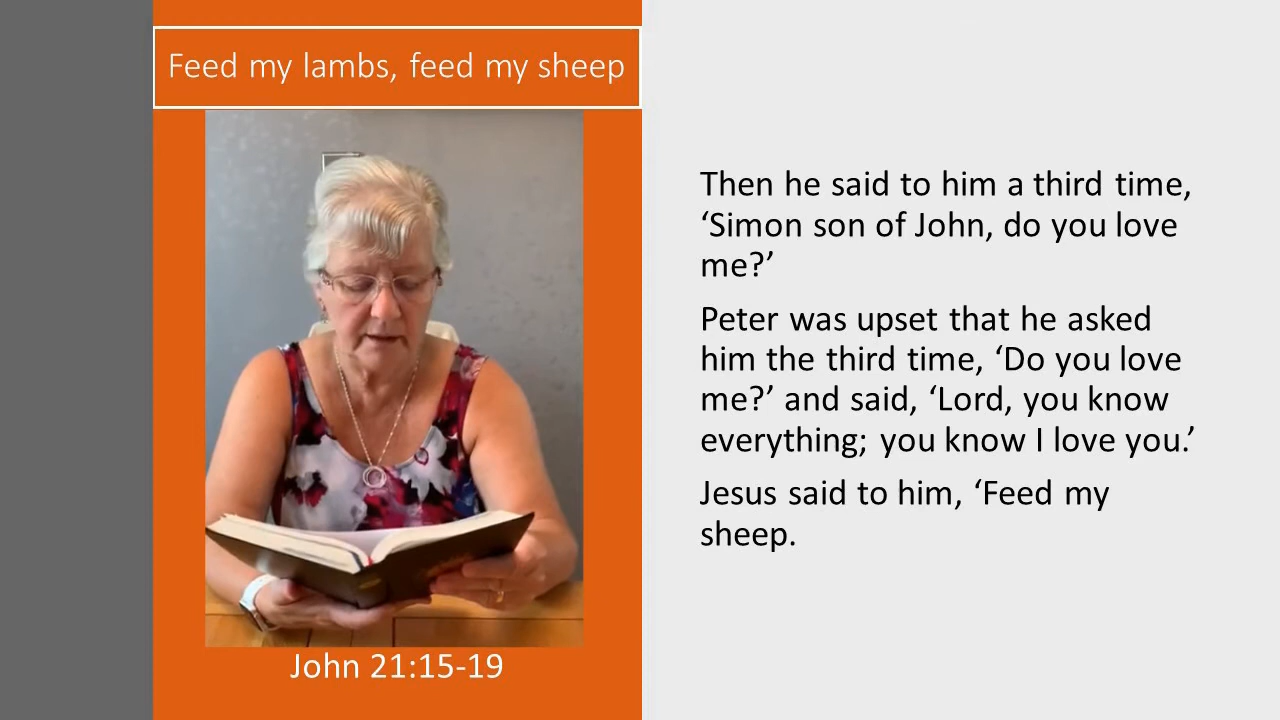 Feed my lambs, feed my sheep
Then he said to him a third time,
‘Simon son of John, do you love
me?’
Peter was upset that he asked
him the third time, ‘Do you love
me?’ and said, ‘Lord, you know
everything; you know I love you.’
Jesus said to him, ‘Feed my
sheep.
John 21:15-19